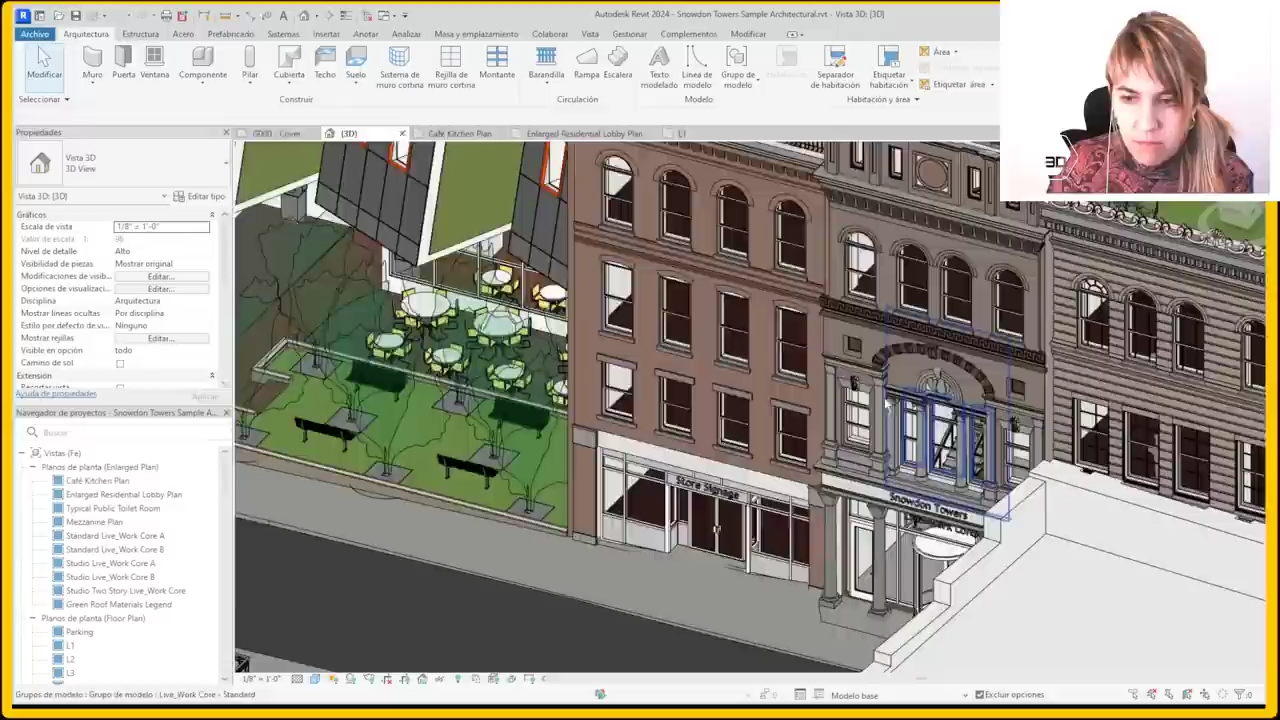 Autodesk Revit 2024 - Snowdon Towers Sample Architectural.rvt - Vista 3D: {3D}
Archivo Arquitectura Estructura Acero Prefabricado Sistemas Insertar Anotar Analizar Masa y emplazamiento Colaborar Vista Gestionar Complementos Modificar
Modificar Muro Puerta Ventana Componente Pilar Cubierta Techo Suelo Sistema de muro cortina Rejilla de muro cortina Montante Barandilla Rampa Escalera Texto modelado Línea de modelo Grupo de modelo Separador de habitación Etiquetar habitación Área
Etiquetar área
Seleccionar Construir Circulación Modelo Habitación y área
Propiedades
{3D} Café Kitchen Plan Enlarged Residential Lobby Plan L1
Vista 3D
3D View
Vista 3D: {3D} Editar tipo
Gráficos
Escala de vista 1/8" = 1'-0"
Valor de escala 1: 96
Nivel de detalle Alto
Visibilidad de piezas Mostrar original
Modificaciones de visib... Editar...
Opciones de visualizaci... Editar...
Disciplina Arquitectura
Mostrar líneas ocultas Por disciplina
Estilo por defecto de vi... Ninguno
Mostrar rejillas Editar...
Visible en opción todo
Camino de sol
Extensión
Ayuda de propiedades Aplicar
Navegador de proyectos - Snowdon Towers Sample A...
Buscar
Vistas (Fe)
Planos de planta (Enlarged Plan)
Café Kitchen Plan
Enlarged Residential Lobby Plan
Typical Public Toilet Room
Mezzanine Plan
Standard Live_Work Core A
Standard Live_Work Core B
Studio Live_Work Core A
Studio Live_Work Core B
Studio Two Story Live_Work Core
Green Roof Materials Legend
Planos de planta (Floor Plan)
Parking
L1
L2
L3
Store Signage
Snowdon Towers
3D
1/8" = 1'-0"
Grupos de modelo : Grupo de modelo : Live_Work Core - Standard
:0 Modelo base Excluir opciones :0